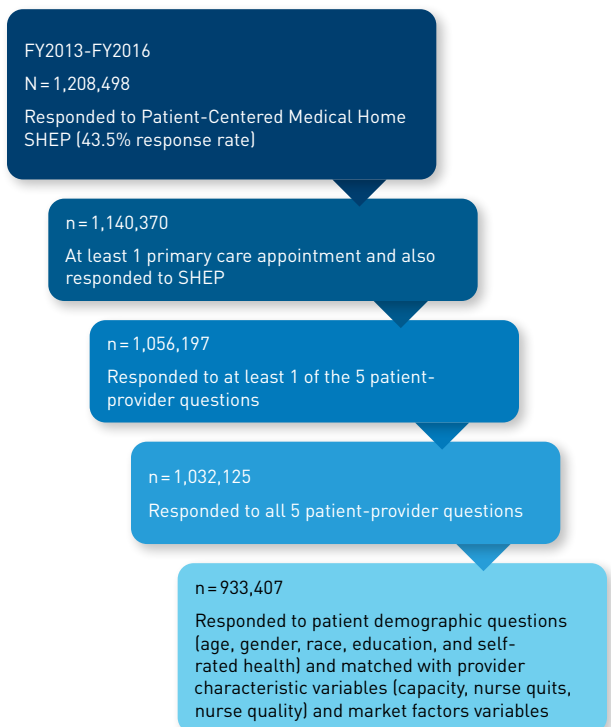 FY2013-FY2016
N = 1,208,498
Responded to Patient-Centered Medical Home
SHEP (43.5% response rate)
n = 1,140,370
At least 1 primary care appointment and also
responded to SHEP
n = 1,056,197
Responded to at least 1 of the 5 patient-
provider questions
n = 1,032,125
Responded to all 5 patient-provider questions
n = 933,407
Responded to patient demographic questions
(age, gender, race, education, and self-
rated health) and matched with provider
characteristic variables (capacity, nurse quits,
nurse quality) and market factors variables